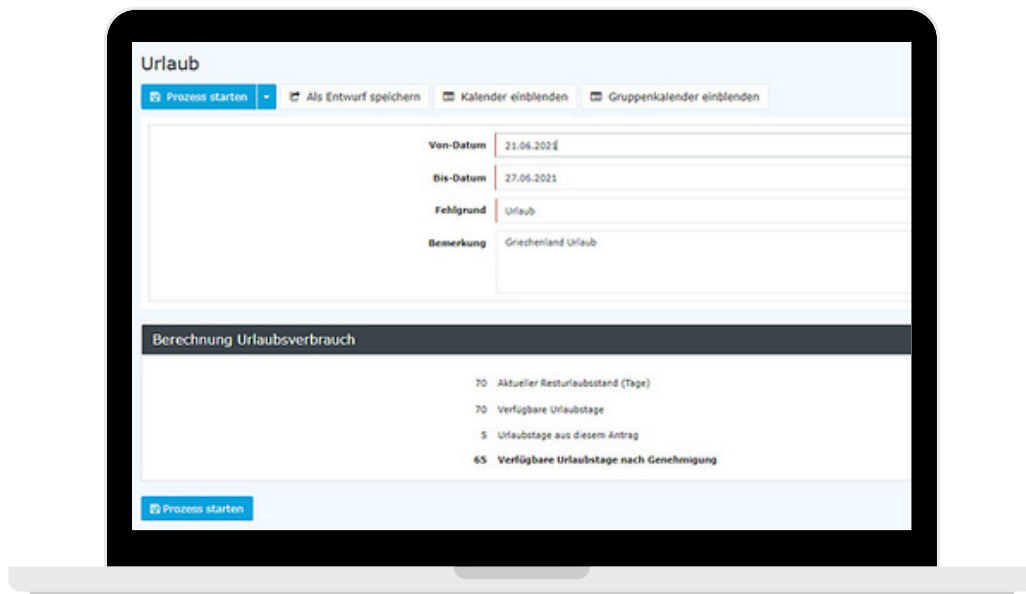 Urlaub
Prozess starten Als Entwurf speichern Kalender einblenden Gruppenkalender einblenden
Von-Datum 21.06.2021
Bis-Datum 27.06.2021
Fehlgrund Urlaub
Bemerkung Griechenland Urlaub
Berechnung Urlaubsverbrauch
70 Aktueller Resturlaubsstand (Tage)
70 Verfügbare Urlaubstage
5 Urlaubstage aus diesem Antrag
65 Verfügbare Urlaubstage nach Genehmigung
Prozess starten